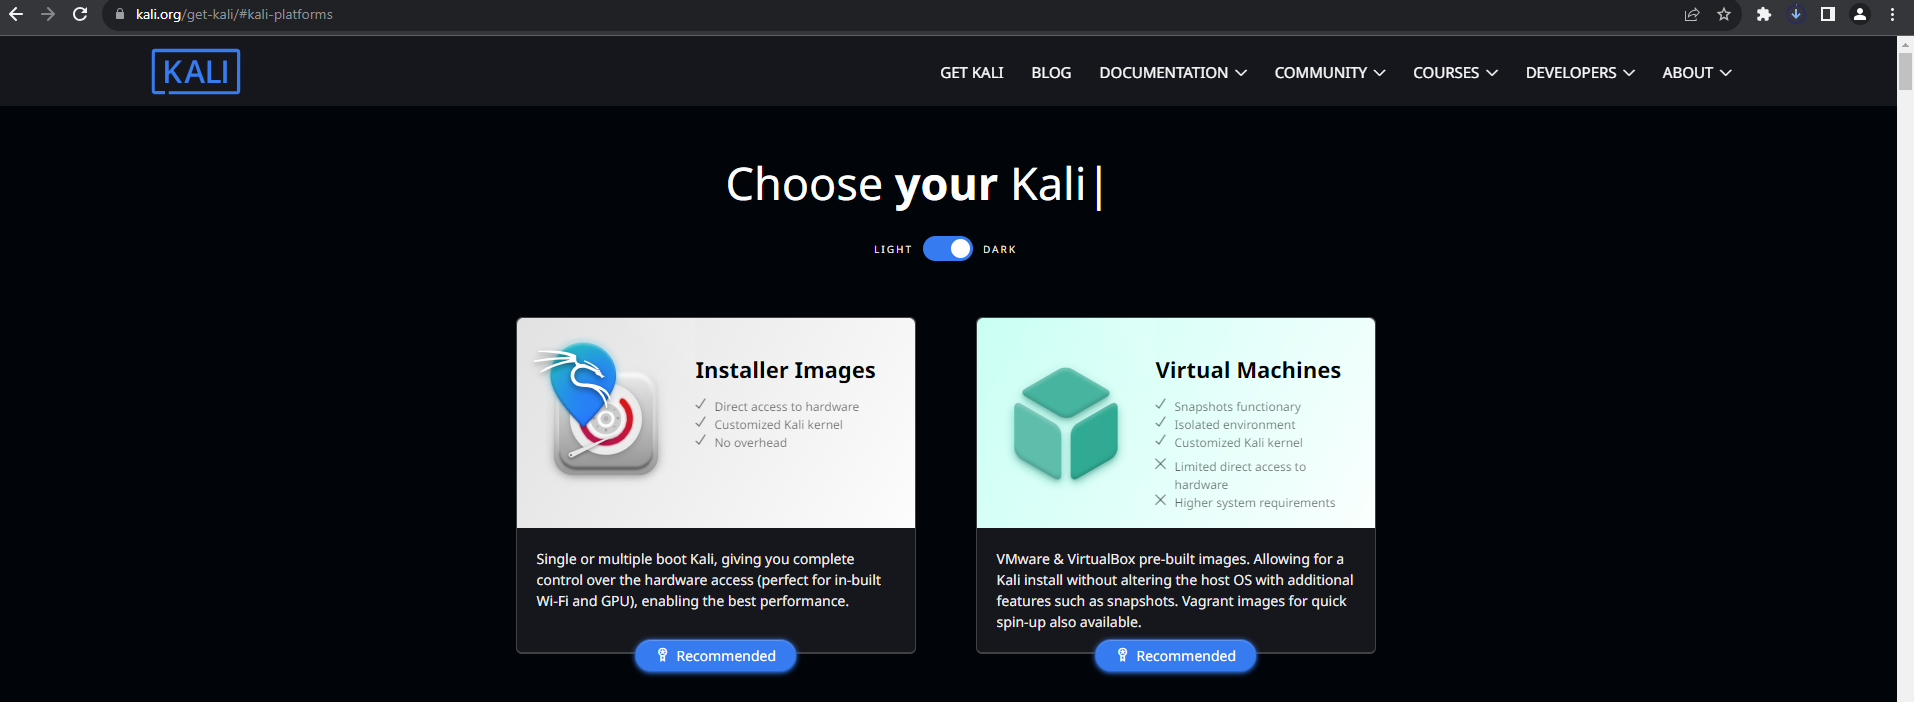 kali.org/get-kali/#kali-platforms
KALI
GET KALI BLOG DOCUMENTATION COMMUNITY COURSES DEVELOPERS ABOUT
Choose your Kali|
LIGHT DARK
Installer Images
Direct access to hardware
Customized Kali kernel
No overhead
Single or multiple boot Kali, giving you complete
control over the hardware access (perfect for in-built
Wi-Fi and GPU), enabling the best performance.
Recommended
Virtual Machines
Snapshots functionary
Isolated environment
Customized Kali kernel
Limited direct access to
hardware
Higher system requirements
VMware & VirtualBox pre-built images. Allowing for a
Kali install without altering the host OS with additional
features such as snapshots. Vagrant images for quick
spin-up also available.
Recommended